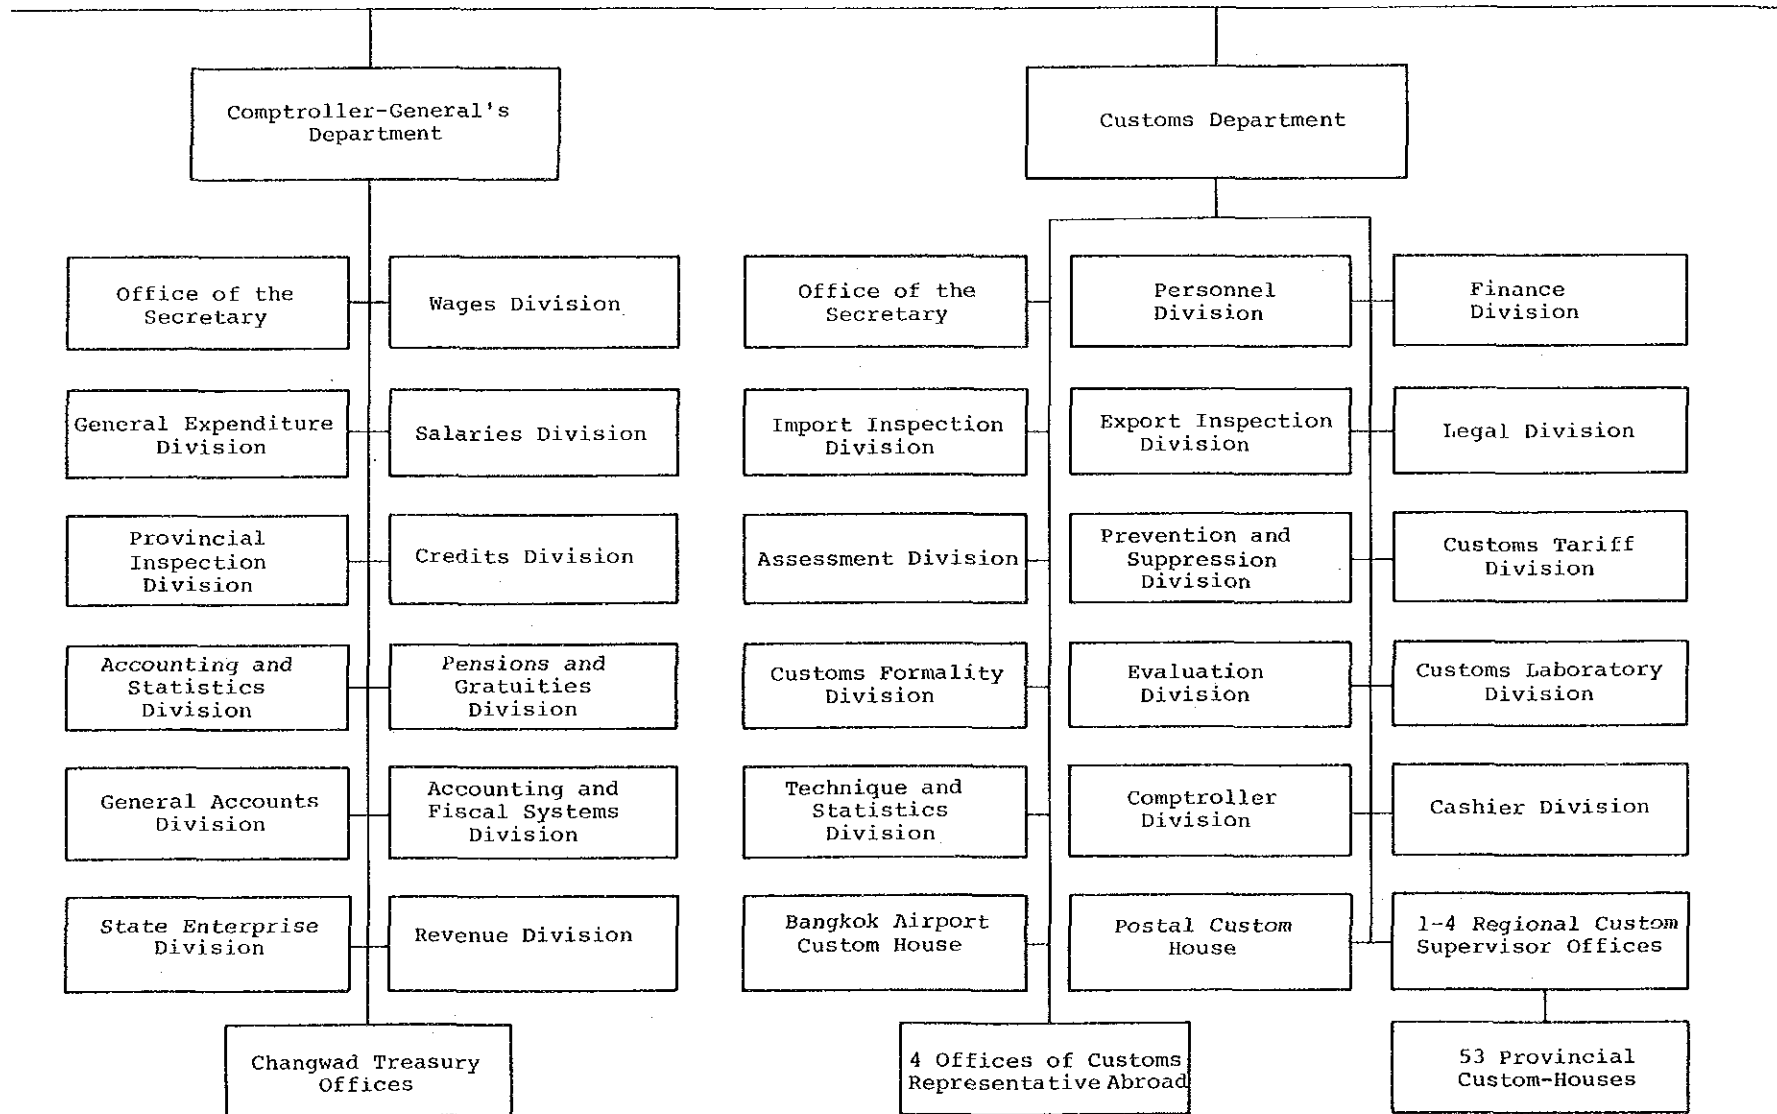 Comptroller-General's
Department
Customs Department
Office of the
Secretary
Wages Division
Office of the
Secretary
Personnel
Division
Finance
Division
General Expenditure
Division
Salaries Division
Import Inspection
Division
Export Inspection
Division
Legal Division
Provincial
Inspection
Division
Credits Division
Assessment Division
Prevention and
Suppression
Division
Customs Tariff
Division
Accounting and
Statistics
Division
Pensions and
Gratuities
Division
Customs Formality
Division
Evaluation
Division
Customs Laboratory
Division
General Accounts
Division
Accounting and
Fiscal Systems
Division
Technique and
Statistics
Division
Comptroller
Division
Cashier Division
State Enterprise
Division
Revenue Division
Bangkok Airport
Custom House
Postal Custom
House
1-4 Regional Custom
Supervisor Offices
Changwad Treasury
Offices
4 Offices of Customs
Representative Abroad
53 Provincial
Custom-Houses